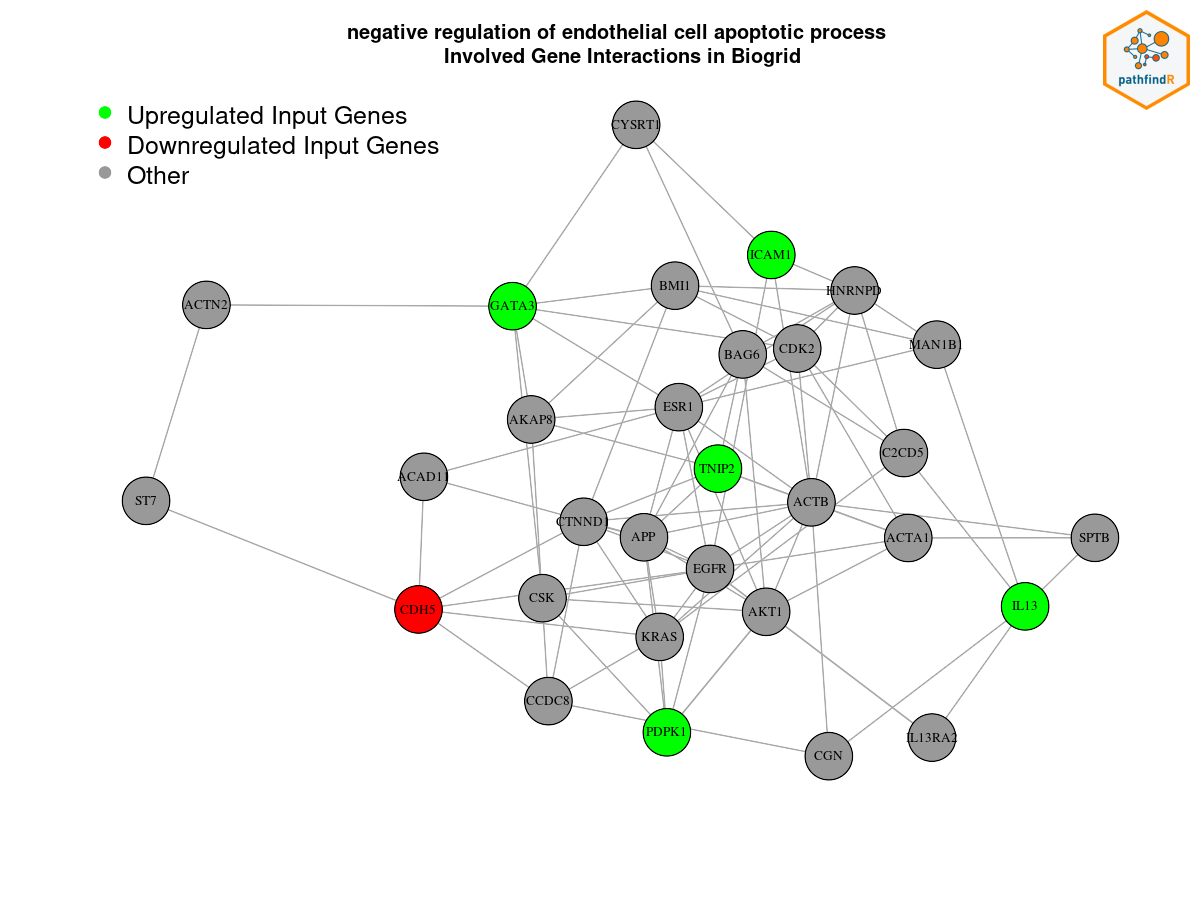 negative regulation of endothelial cell apoptotic process
Involved Gene Interactions in Biogrid
pathfindR
Upregulated Input Genes
Downregulated Input Genes
Other
CYSRT1
ICAM1
BMI1
HNRNPD
ACTN2
GATA3
MAN1B1
CDK2
BAG6
ESR1
AKAP8
C2CD5
TNIP2
ACAD11
ST7
ACTB
CTNND1
APP
ACTA1
SPTB
EGFR
CSK
IL13
CDH5
AKT1
KRAS
CCDC8
PDPK1
IL13RA2
CGN